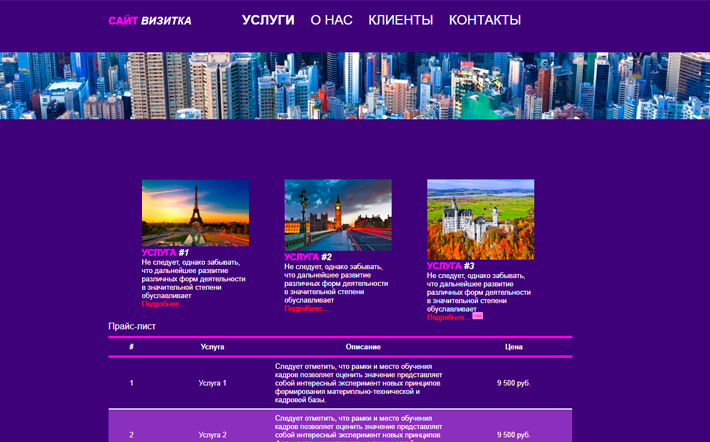 САЙТ ВИЗИТКА
УСЛУГИ О НАС КЛИЕНТЫ КОНТАКТЫ
УСЛУГА #1
Не следует, однако забывать,
что дальнейшее развитие
различных форм деятельности
в значительной степени
обуславливает
Подробнее...
УСЛУГА #2
Не следует, однако забывать,
что дальнейшее развитие
различных форм деятельности
в значительной степени
обуславливает
Подробнее...
УСЛУГА #3
Не следует, однако забывать,
что дальнейшее развитие
различных форм деятельности
в значительной степени
обуславливает
Подробнее...
Прайс-лист
# Услуга Описание Цена
Следует отметить, что рамки и место обучения
кадров позволяет оценить значение представляет
1 Услуга 1 собой интересный эксперимент новых принципов 9 500 руб.
формирования материпльно-технической и
кадровой базы.
Следует отметить, что рамки и место обучения
кадров позволяет оценить значение представляет
2 Услуга 2 собой интересный эксперимент новых принципов 9 500 руб.